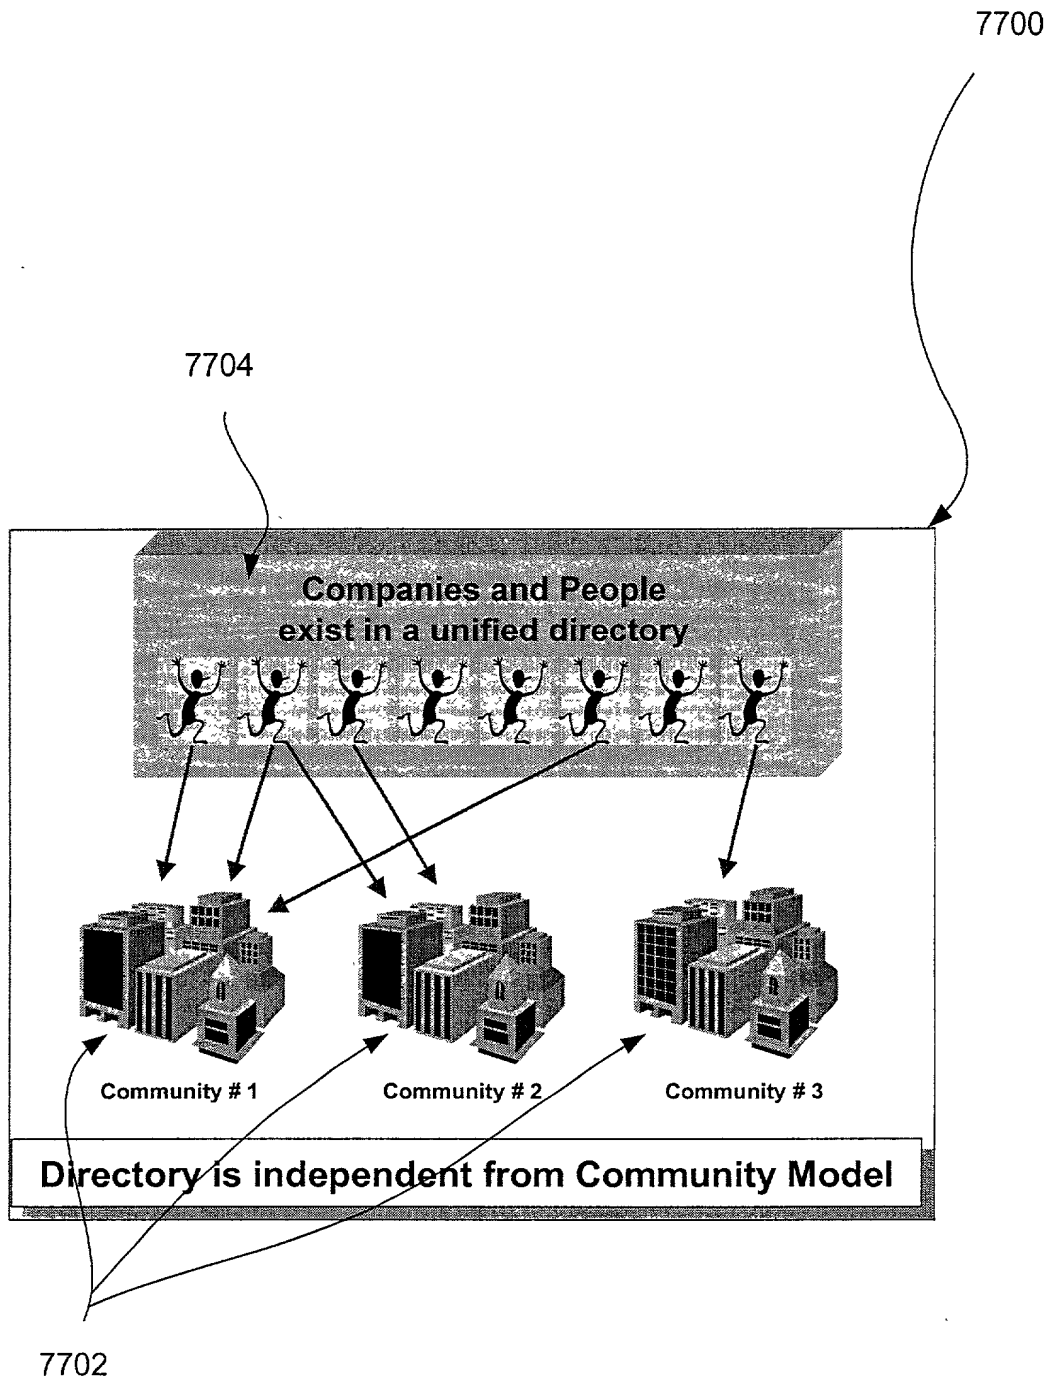 7700
7704
Companies and People
exist in a unified directory
Community # 1
Community # 2
Community # 3
Directory is independent from Community Model
7702